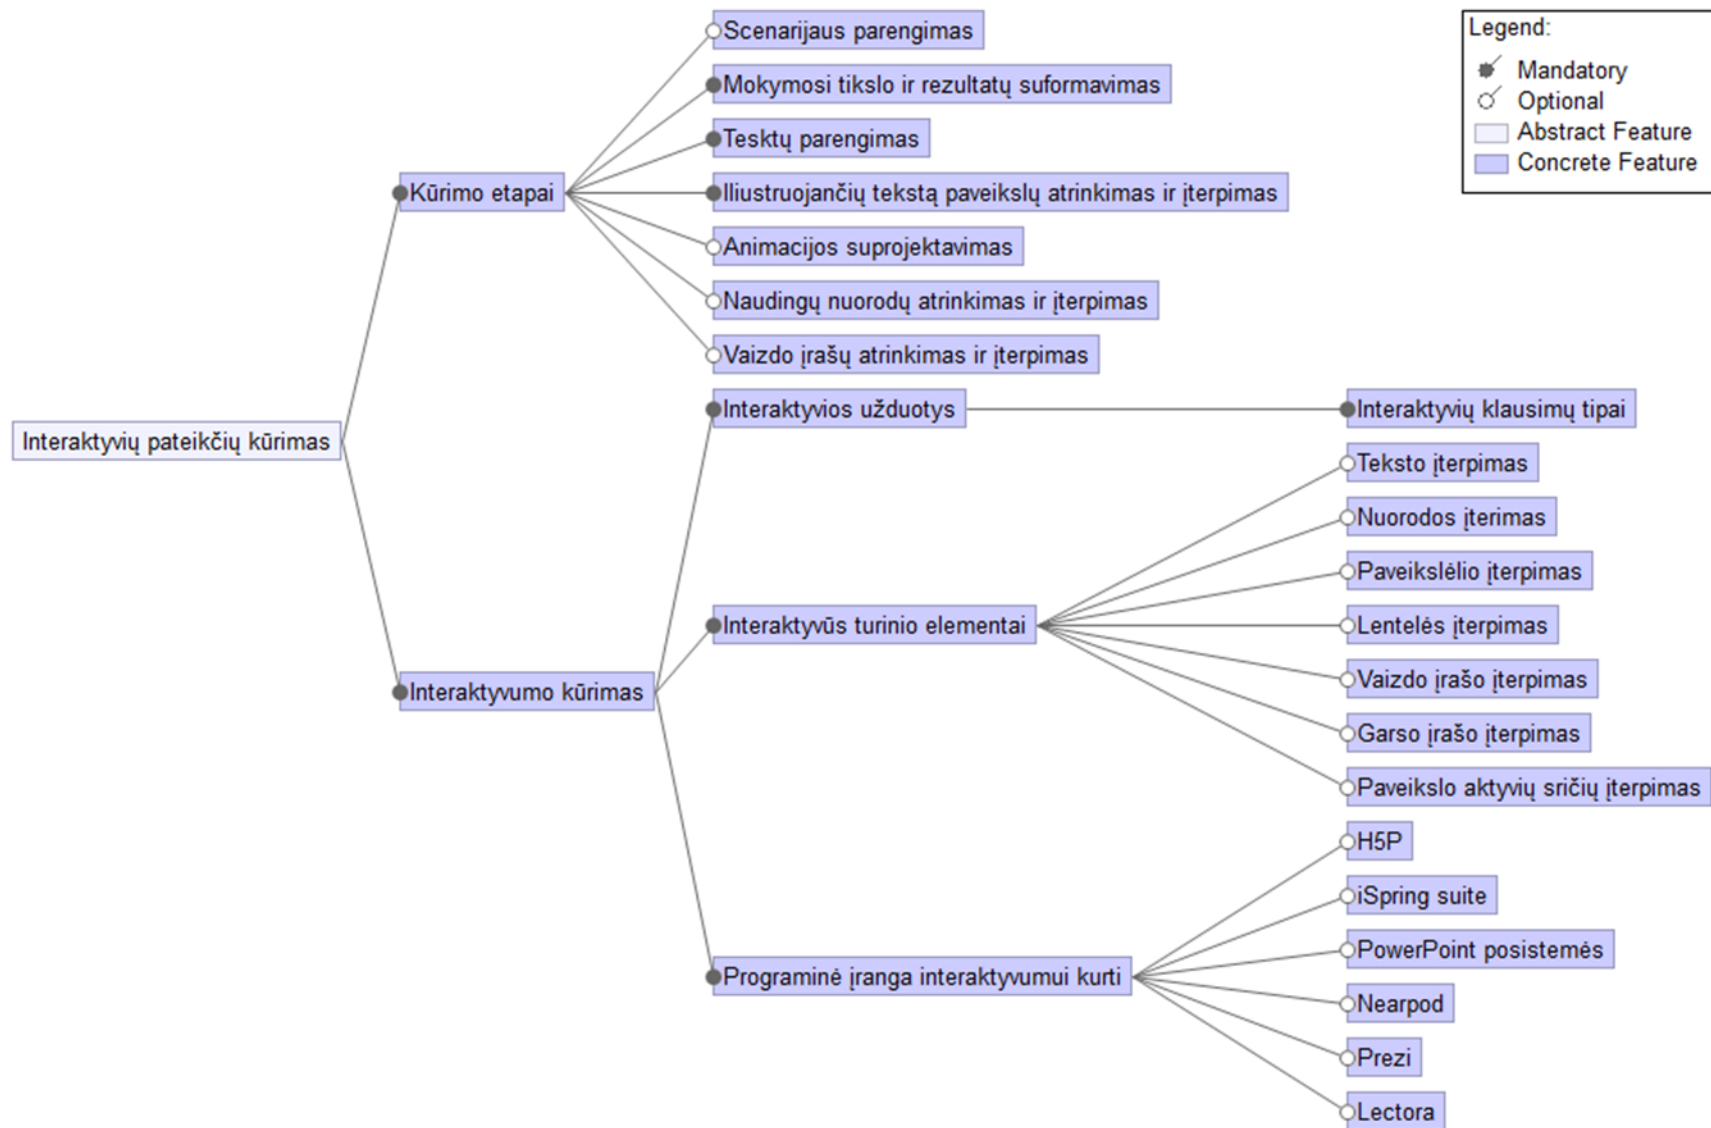 Scenarijaus parengimas
Mokymosi tikslo ir rezultatų suformavimas
Tesktų parengimas
Kūrimo etapai
Iliustruojančių tekstą paveikslų atrinkimas ir įterpimas
Animacijos suprojektavimas
Naudingų nuorodų atrinkimas ir įterpimas
Vaizdo įrašų atrinkimas ir įterpimas
Interaktyvių pateikčių kūrimas
Interaktyvumo kūrimas
Interaktyvios užduotys
Interaktyvių klausimų tipai
Interaktyvūs turinio elementai
Teksto įterpimas
Nuorodos įterimas
Paveikslėlio įterpimas
Lentelės įterpimas
Vaizdo įrašo įterpimas
Garso įrašo įterpimas
Paveikslo aktyvių sričių įterpimas
Programinė įranga interaktyvumui kurti
H5P
iSpring suite
PowerPoint posistemės
Nearpod
Prezi
Lectora
Legend:
Mandatory
Optional
Abstract Feature
Concrete Feature